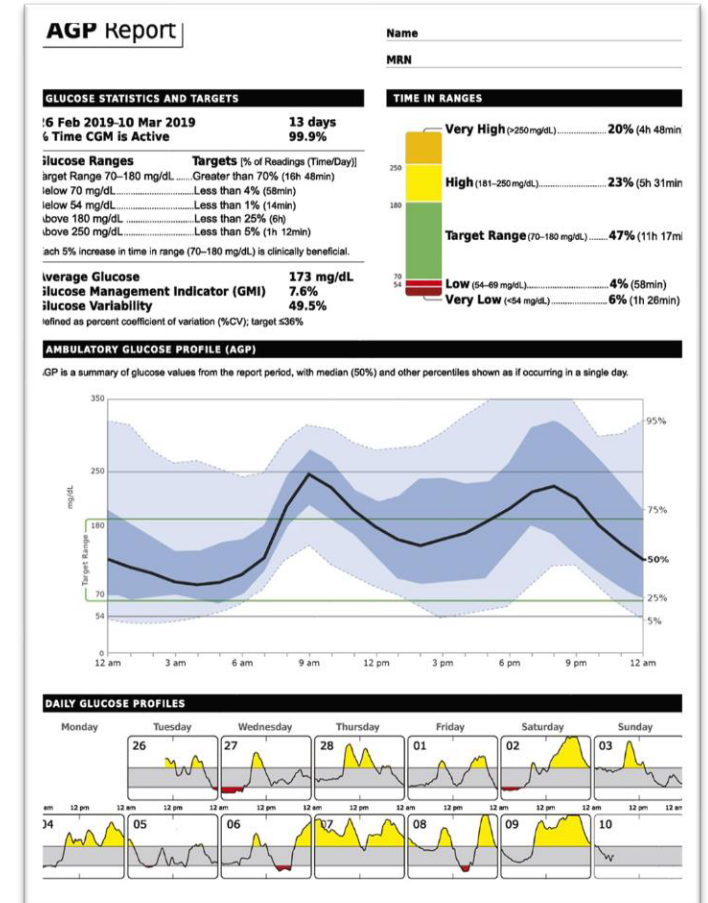 AGP Report
Name
MRN
GLUCOSE STATISTICS AND TARGETS
26 Feb 2019–10 Mar 2019 13 days
% Time CGM is Active 99.9%
Glucose Ranges Targets [% of Readings (Time/Day)]
Target Range 70–180 mg/dL ......Greater than 70% (16h 48min)
Below 70 mg/dL......................Less than 4% (58min)
Below 54 mg/dL......................Less than 1% (14min)
Above 180 mg/dL ...................Less than 25% (6h)
Above 250 mg/dL....................Less than 5% (1h 12min)
Each 5% increase in time in range (70–180 mg/dL) is clinically beneficial.
Average Glucose 173 mg/dL
Glucose Management Indicator (GMI) 7.6%
Glucose Variability 49.5%
Defined as percent coefficient of variation (%CV); target ≤36%
TIME IN RANGES
Very High (>250 mg/dL)............. 20% (4h 48min
250
High (181–250 mg/dL)................ 23% (5h 31min
180
Target Range (70–180 mg/dL) ...... 47% (11h 17mi
70
54
Low (54–69 mg/dL)..................... 4% (58min)
Very Low (<54 mg/dL)................ 6% (1h 26min)
AMBULATORY GLUCOSE PROFILE (AGP)
AGP is a summary of glucose values from the report period, with median (50%) and other percentiles shown as if occurring in a single day.
350
95%
250
mg/dL
75%
180
Target Range
50%
70
25%
54
5%
0
12 am 3 am 6 am 9 am 12 pm 3 pm 6 pm 9 pm 12 am
DAILY GLUCOSE PROFILES
Monday Tuesday Wednesday Thursday Friday Saturday Sunday
26 27 28 01 02 03
am 12 pm 12 am 12 pm 12 am 12 pm 12 am 12 pm 12 am 12 pm 12 am 12 pm 12 am 12 pm 12 am
04 05 06 07 08 09 10